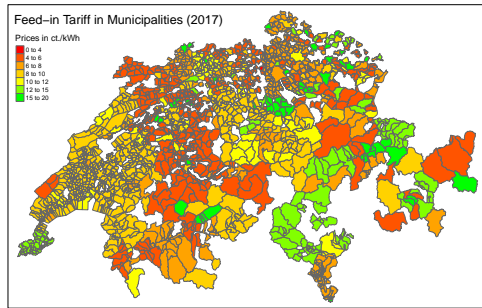 Feed–in Tariff in Municipalities (2017)
Prices in ct./kWh
0 to 4
4 to 6
6 to 8
8 to 10
10 to 12
12 to 15
15 to 20